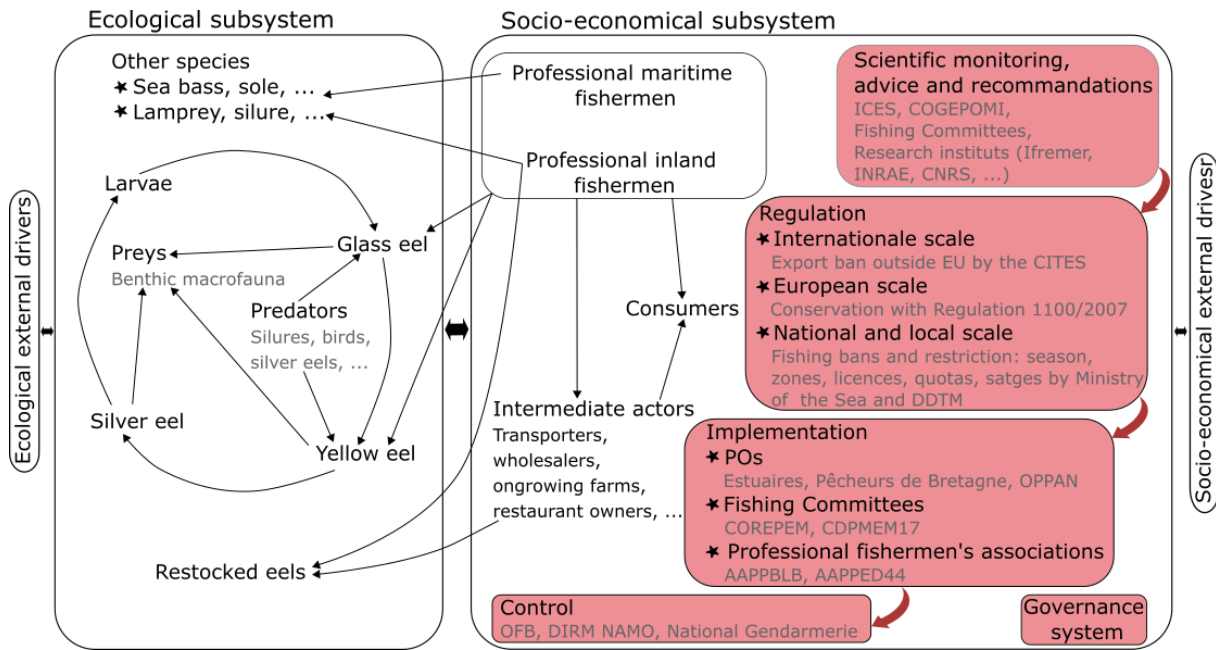 Ecological subsystem
Other species
★ Sea bass, sole, ...
★ Lamprey, silure, ...
Larvae
Preys
Benthic macrofauna
Glass eel
Predators
Silures, birds,
silver eels, ...
Silver eel
Yellow eel
Restocked eels
Ecological external drivers
Socio-economical subsystem
Professional maritime
fishermen
Professional inland
fishermen
Consumers
Intermediate actors
Transporters,
wholesalers,
ongrowing farms,
restaurant owners, ...
Scientific monitoring,
advice and recommandations
ICES, COGEPOMI,
Fishing Committees,
Research instituts (Ifremer,
INRAE, CNRS, ...)
Regulation
★ Internationale scale
Export ban outside EU by the CITES
★ European scale
Conservation with Regulation 1100/2007
★ National and local scale
Fishing bans and restriction: season,
zones, licences, quotas, satges by Ministry
of the Sea and DDTM
Implementation
★ POs
Estuaires, Pêcheurs de Bretagne, OPPAN
★ Fishing Committees
COREPEM, CDPMEM17
★ Professional fishermen's associations
AAPPBLB, AAPPED44
Control
OFB, DIRM NAMO, National Gendarmerie
Governance
system
Socio-economical external drivesr